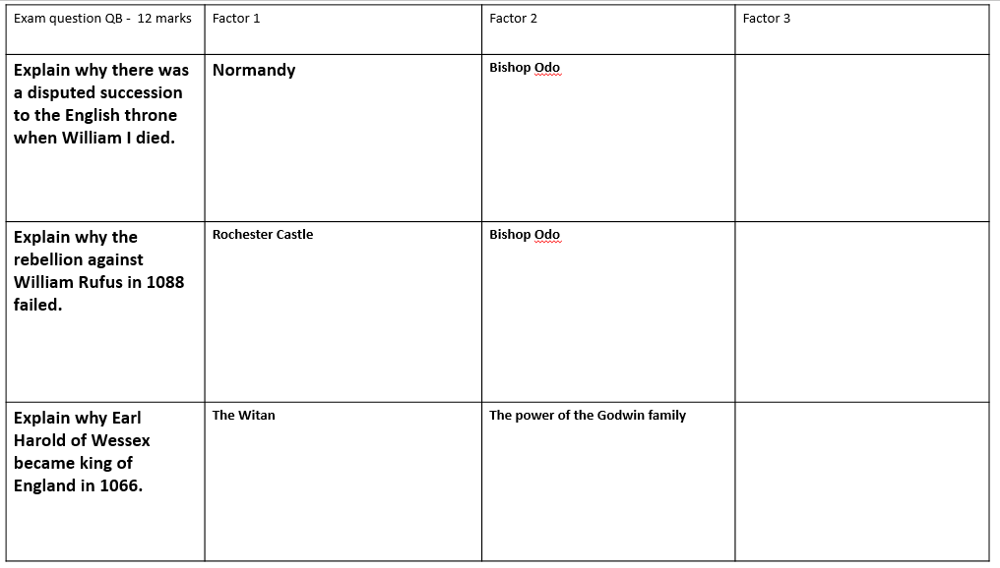 Exam question QB - 12 marks
Factor 1
Factor 2
Factor 3
Explain why there was
a disputed succession
to the English throne
when William I died.
Normandy
Bishop Odo
Explain why the
rebellion against
William Rufus in 1088
failed.
Rochester Castle
Bishop Odo
Explain why Earl
Harold of Wessex
became king of
England in 1066.
The Witan
The power of the Godwin family